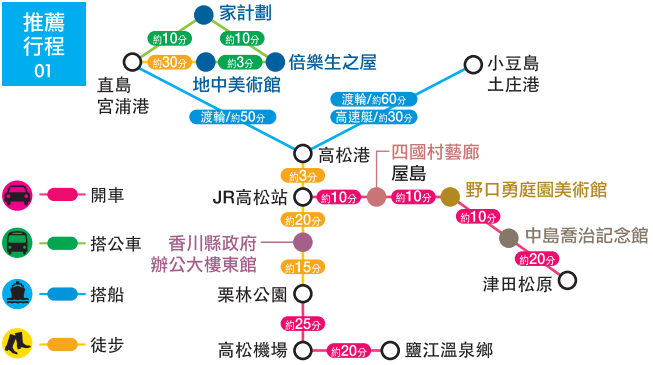 推薦
行程
01
家計劃
約10分
約10分
約30分
約3分
倍樂生之屋
地中美術館
直島
宮浦港
小豆島
土庄港
渡輪/約50分
渡輪/約60分
高速艇/約30分
高松港
四國村藝廊
屋島
約3分
JR高松站
約10分
約10分
野口勇庭園美術館
約10分
中島喬治記念館
約20分
津田松原
約20分
香川縣政府
辦公大樓東館
約15分
栗林公園
約25分
高松機場
約20分
鹽江溫泉鄉
開車
搭公車
搭船
徒步